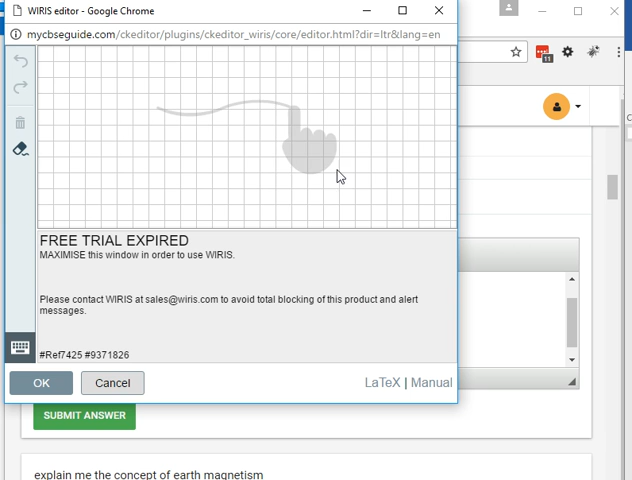 WIRIS editor - Google Chrome
mycbseguide.com/ckeditor/plugins/ckeditor_wiris/core/editor.html?dir=ltr&lang=en
11
FREE TRIAL EXPIRED
MAXIMISE this window in order to use WIRIS.
Please contact WIRIS at sales@wiris.com to avoid total blocking of this product and alert
messages.
#Ref7425 #9371826
OK
Cancel
LaTeX | Manual
SUBMIT ANSWER
explain me the concept of earth magnetism